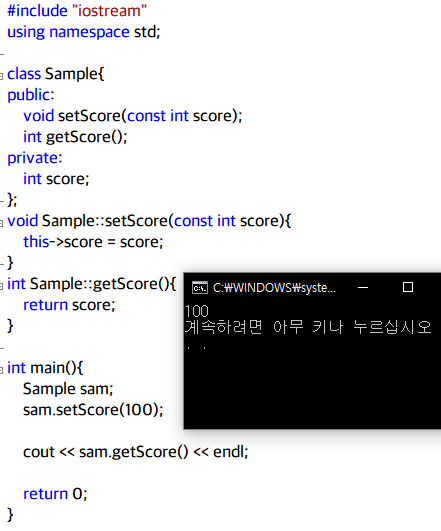 #include "iostream"
using namespace std;
class Sample{
public:
void setScore(const int score);
int getScore();
private:
int score;
};
void Sample::setScore(const int score){
this->score = score;
}
int Sample::getScore(){
return score;
}
int main(){
Sample sam;
sam.setScore(100);
cout << sam.getScore() << endl;
return 0;
}
C:₩WINDOWS₩syste...
100
계속하려면 아무 키나 누르십시오
. .